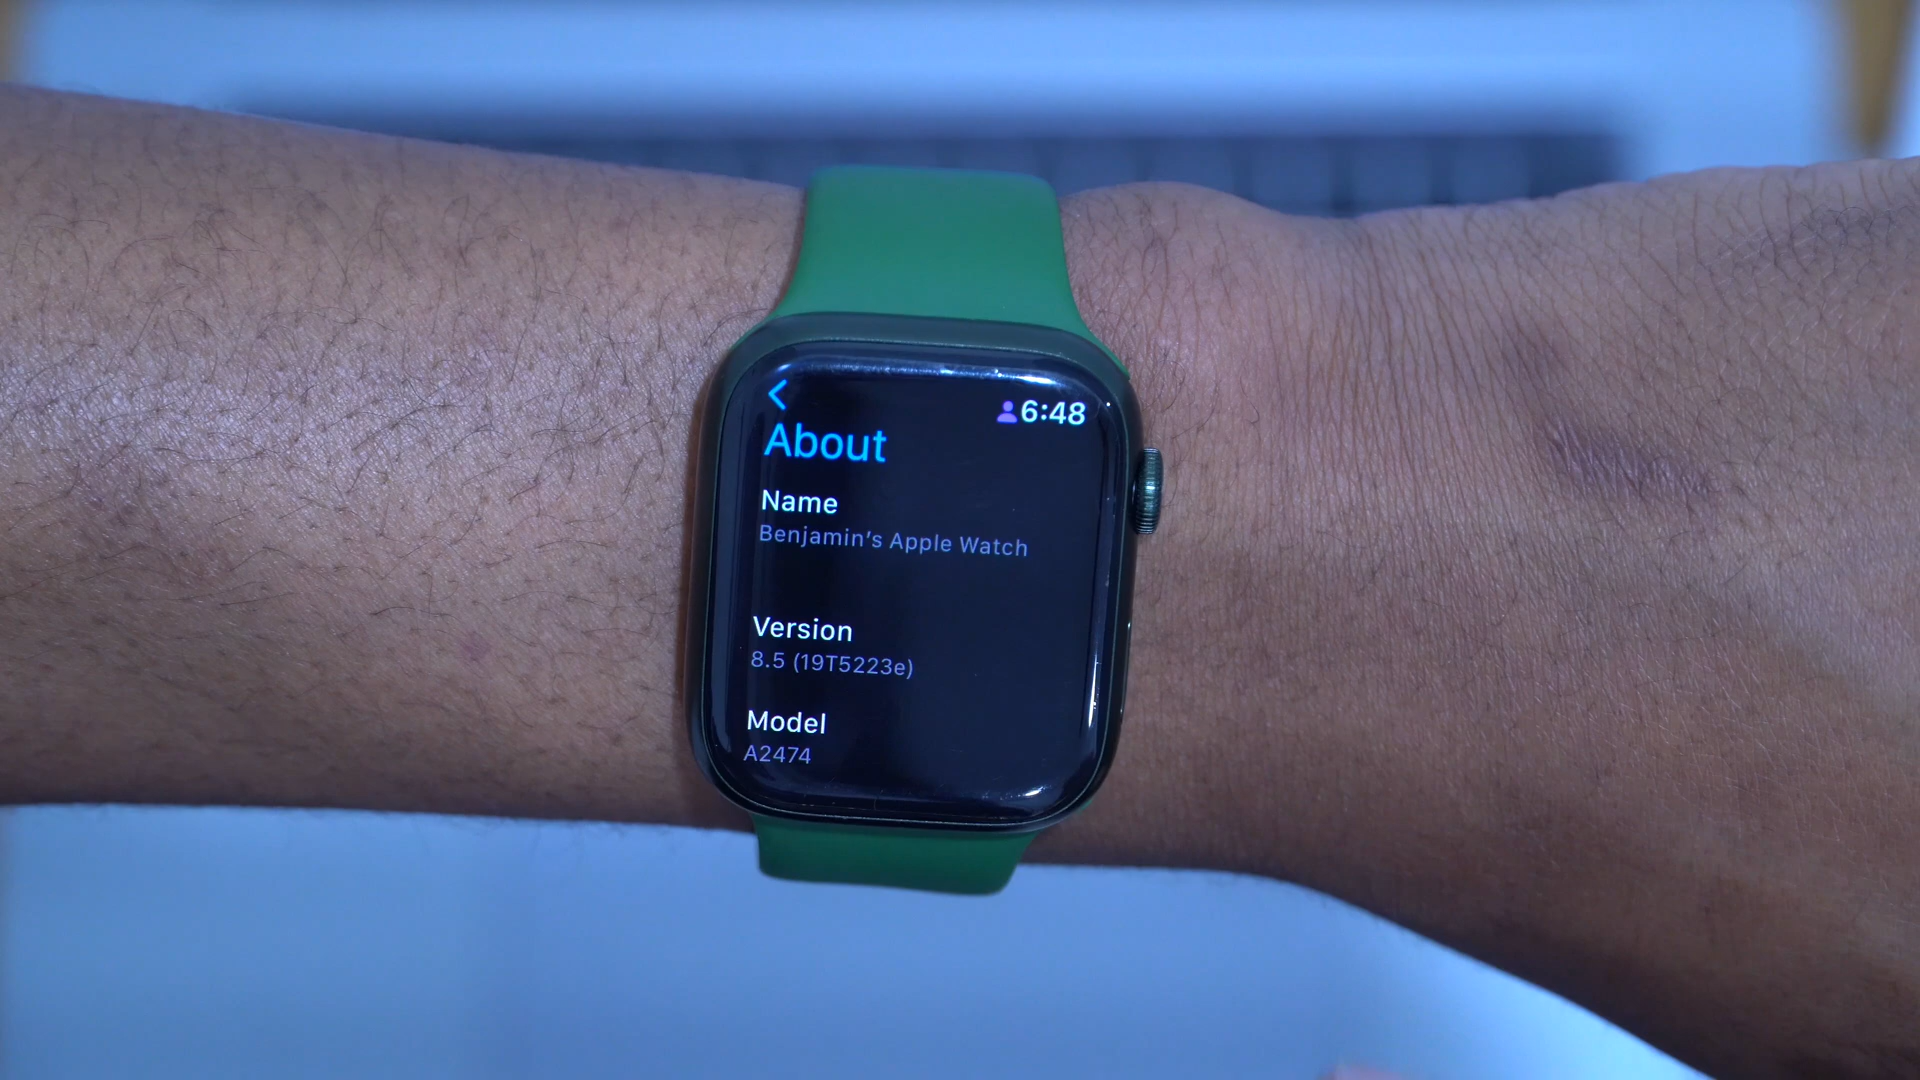 6:48
About
Name
Benjamin’s Apple Watch
Version
8.5 (19T5223e)
Model
A2474